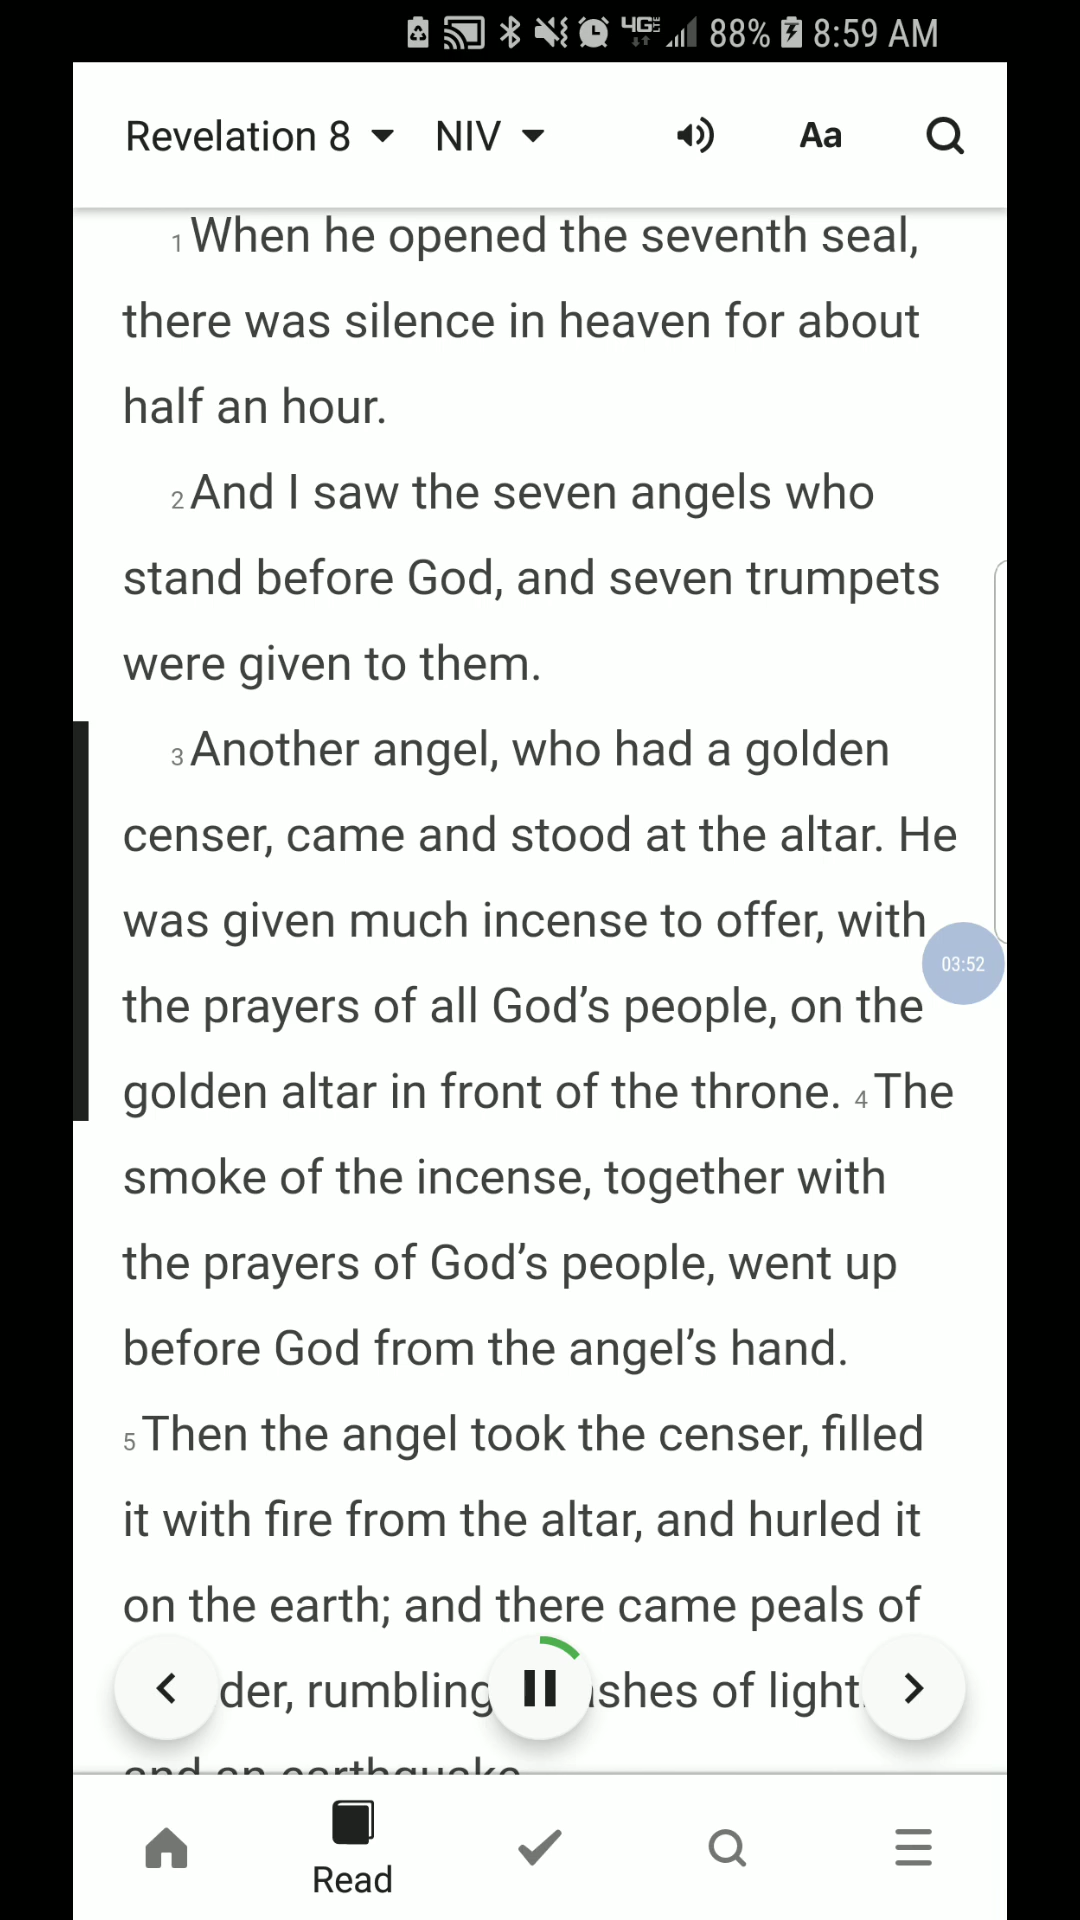 4G LTE 88% 8:59 AM
Revelation 8 NIV Aa
1 When he opened the seventh seal,
there was silence in heaven for about
half an hour.
2 And I saw the seven angels who
stand before God, and seven trumpets
were given to them.
3 Another angel, who had a golden
censer, came and stood at the altar. He
was given much incense to offer, with
03:52
the prayers of all God’s people, on the
golden altar in front of the throne. 4 The
smoke of the incense, together with
the prayers of God’s people, went up
before God from the angel’s hand.
5 Then the angel took the censer, filled
it with fire from the altar, and hurled it
on the earth; and there came peals of
der, rumbling shes of light
and an earthquake
Read